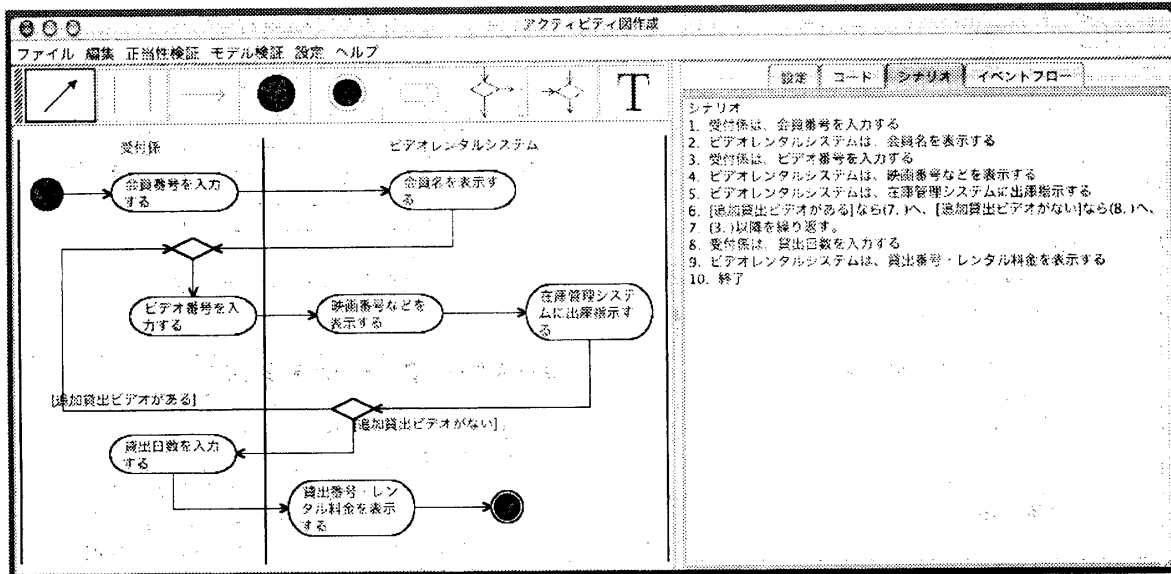 アクティビティ図作成
ファイル 編集 正当性検証 モデル検証 設定 ヘルプ
T
設定 コード シナリオ イベントフロー
受付係
ビデオレンタルシステム
会員番号を入力
する
会員名を表示す
る
ビデオ番号を入
力する
映画番号などを
表示する
在庫管理システ
ムに出庫指示す
る
[追加貸出ビデオがある]
[追加貸出ビデオがない]
貸出日数を入力
する
貸出番号・レン
タル料金を表示
する
シナリオ
1. 受付係は、会員番号を入力する
2. ビデオレンタルシステムは、会員名を表示する
3. 受付係は、ビデオ番号を入力する
4. ビデオレンタルシステムは、映画番号などを表示する
5. ビデオレンタルシステムは、在庫管理システムに出庫指示する
6. [追加貸出ビデオがある]なら(7. )へ、[追加貸出ビデオがない]なら(8. )へ、
7. (3. )以降を繰り返す。
8. 受付係は、貸出日数を入力する
9. ビデオレンタルシステムは、貸出番号・レンタル料金を表示する
10. 終了